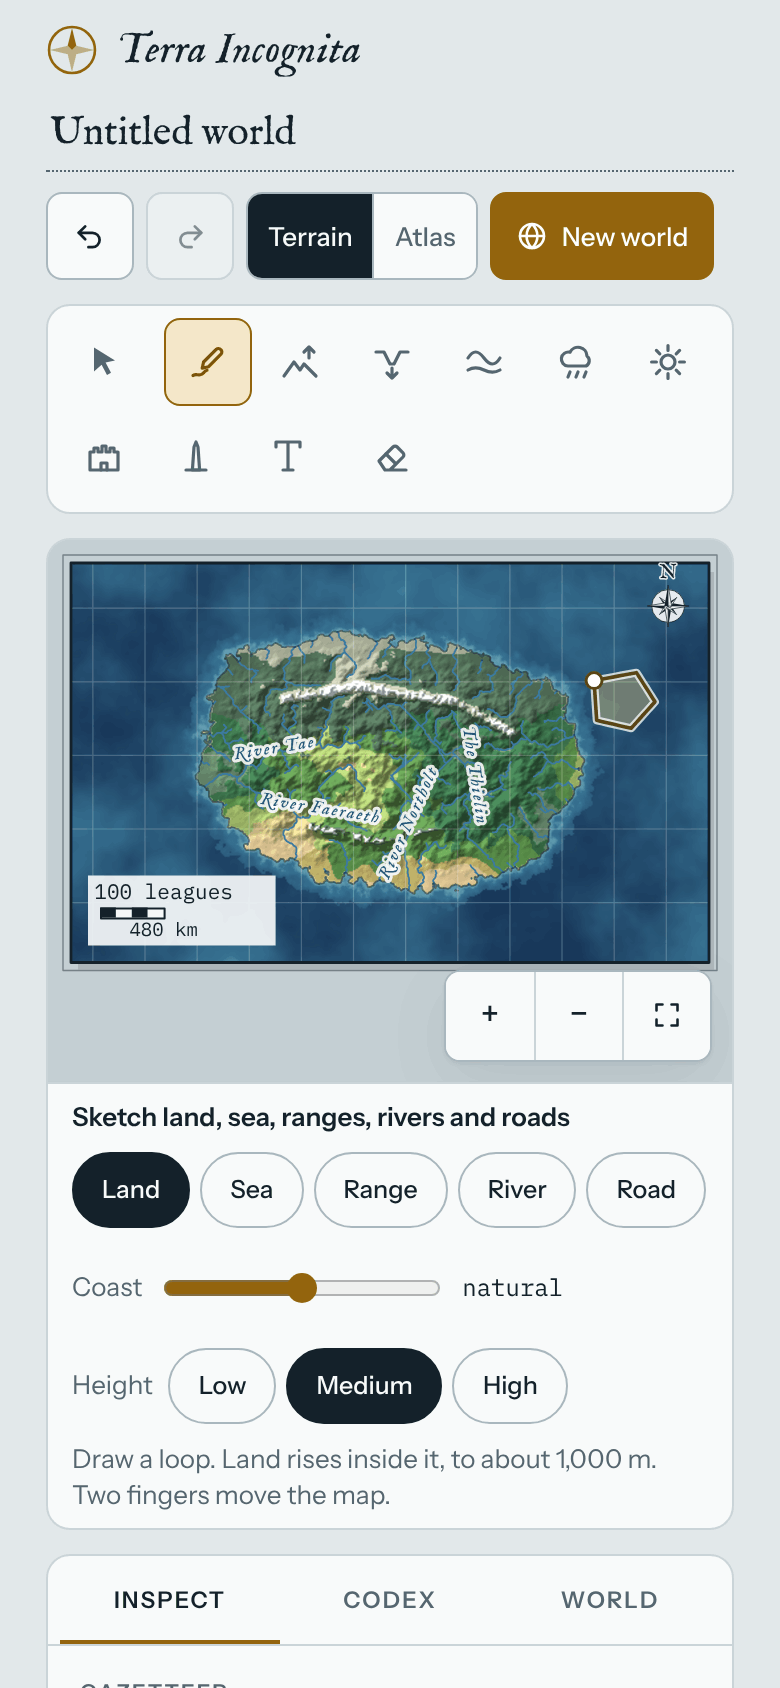 Terra Incognita
Untitled world
Terrain
Atlas
New world
N
River Tae
The Thielin
River Faeraeth
River Northolt
100 leagues
480 km
+
−
Sketch land, sea, ranges, rivers and roads
Land
Sea
Range
River
Road
Coast
natural
Height
Low
Medium
High
Draw a loop. Land rises inside it, to about 1,000 m.
Two fingers move the map.
INSPECT
CODEX
WORLD
GAZETTEER